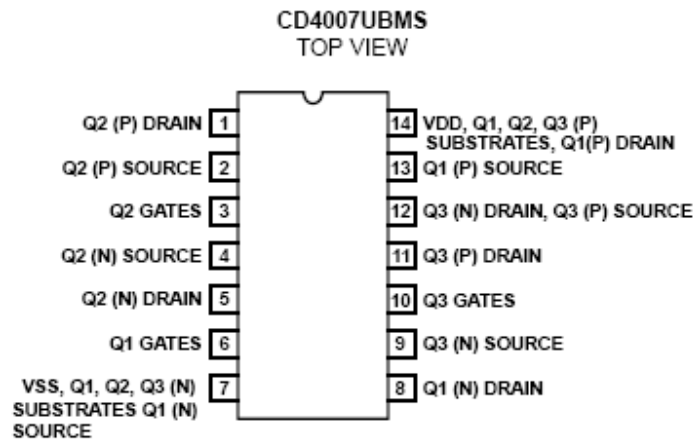 CD4007UBMS
TOP VIEW
Q2 (P) DRAIN 1
Q2 (P) SOURCE 2
Q2 GATES 3
Q2 (N) SOURCE 4
Q2 (N) DRAIN 5
Q1 GATES 6
VSS, Q1, Q2, Q3 (N) 7
SUBSTRATES Q1 (N)
SOURCE
14 VDD, Q1, Q2, Q3 (P)
SUBSTRATES, Q1(P) DRAIN
13 Q1 (P) SOURCE
12 Q3 (N) DRAIN, Q3 (P) SOURCE
11 Q3 (P) DRAIN
10 Q3 GATES
9 Q3 (N) SOURCE
8 Q1 (N) DRAIN